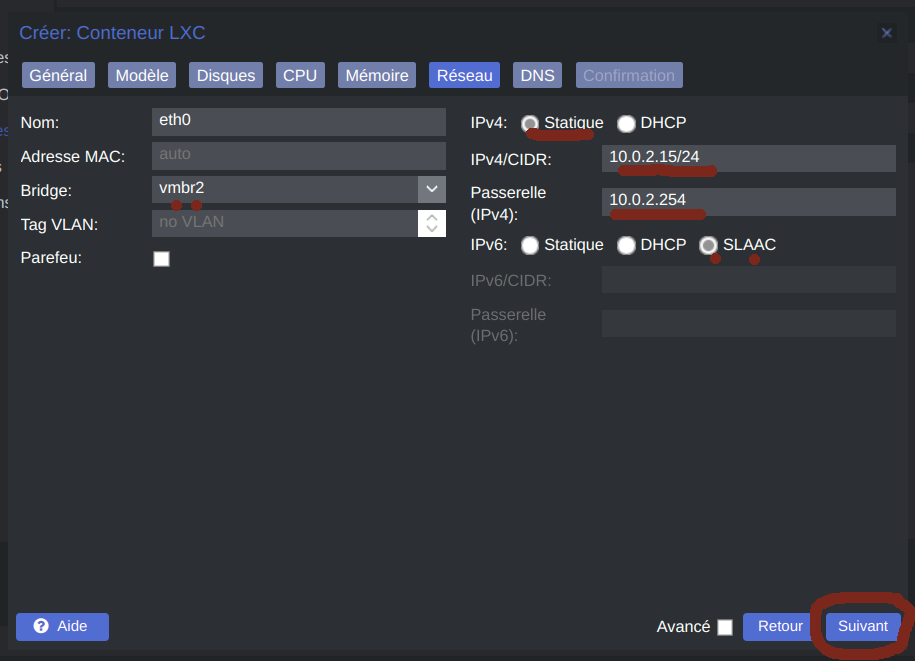 Créer: Conteneur LXC
Général Modèle Disques CPU Mémoire Réseau DNS Confirmation
Nom: eth0
Adresse MAC: auto
Bridge: vmbr2
Tag VLAN: no VLAN
Parefeu:
IPv4: Statique DHCP
IPv4/CIDR: 10.0.2.15/24
Passerelle
(IPv4): 10.0.2.254
IPv6: Statique DHCP SLAAC
IPv6/CIDR:
Passerelle
(IPv6):
? Aide Avancé Retour Suivant